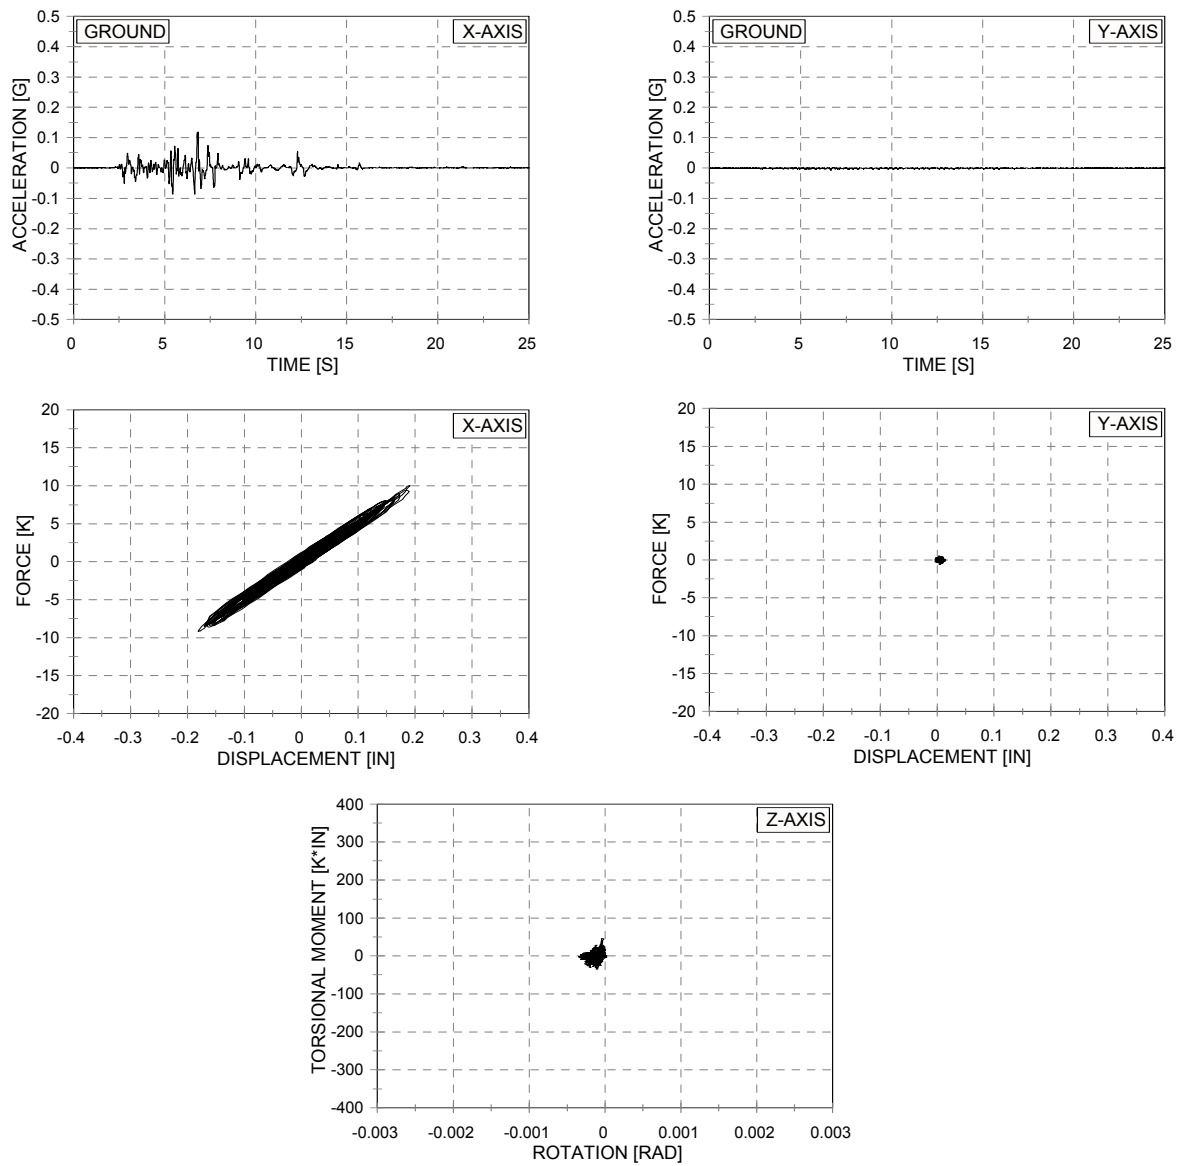 GROUND
X-AXIS
0.5
0.4
0.3
0.2
0.1
0
-0.1
-0.2
-0.3
-0.4
-0.5
ACCELERATION [G]
0 5 10 15 20 25
TIME [S]
GROUND
Y-AXIS
0.5
0.4
0.3
0.2
0.1
0
-0.1
-0.2
-0.3
-0.4
-0.5
ACCELERATION [G]
0 5 10 15 20 25
TIME [S]
X-AXIS
20
15
10
5
0
-5
-10
-15
-20
FORCE [K]
-0.4 -0.3 -0.2 -0.1 0 0.1 0.2 0.3 0.4
DISPLACEMENT [IN]
Y-AXIS
20
15
10
5
0
-5
-10
-15
-20
FORCE [K]
-0.4 -0.3 -0.2 -0.1 0 0.1 0.2 0.3 0.4
DISPLACEMENT [IN]
Z-AXIS
400
300
200
100
0
-100
-200
-300
-400
TORSIONAL MOMENT [K*IN]
-0.003 -0.002 -0.001 0 0.001 0.002 0.003
ROTATION [RAD]